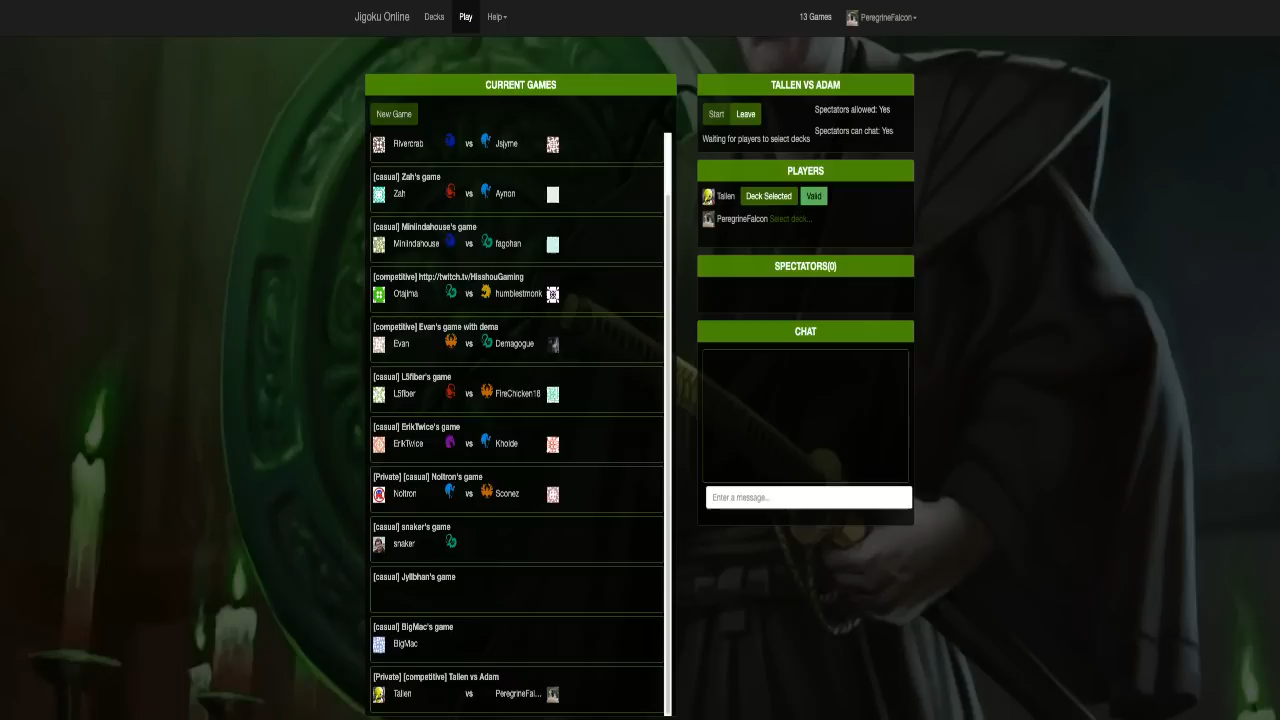 Jigoku Online Decks Play Help 13 Games PeregrineFalcon
CURRENT GAMES
New Game
Rivercrab vs Jsjyme
[casual] Zah's game
Zah vs Aynon
[casual] Miniindahouse's game
Miniindahouse vs fagohan
[competitive] http://twitch.tv/HisshouGaming
Otajima vs humblestmonk
[competitive] Evan's game with dema
Evan vs Demagogue
[casual] L5fiber's game
L5fiber vs FireChicken18
[casual] ErikTwice's game
ErikTwice vs Kholde
[Private] [casual] Noltron's game
Noltron vs Sconez
[casual] snaker's game
snaker
[casual] Jyllbhan's game
[casual] BigMac's game
BigMac
[Private] [competitive] Tallen vs Adam
Tallen vs PeregrineFal...
TALLEN VS ADAM
Start Leave
Spectators allowed: Yes
Spectators can chat: Yes
Waiting for players to select decks
PLAYERS
Tallen Deck Selected Valid
PeregrineFalcon Select deck...
SPECTATORS(0)
CHAT
Enter a message...